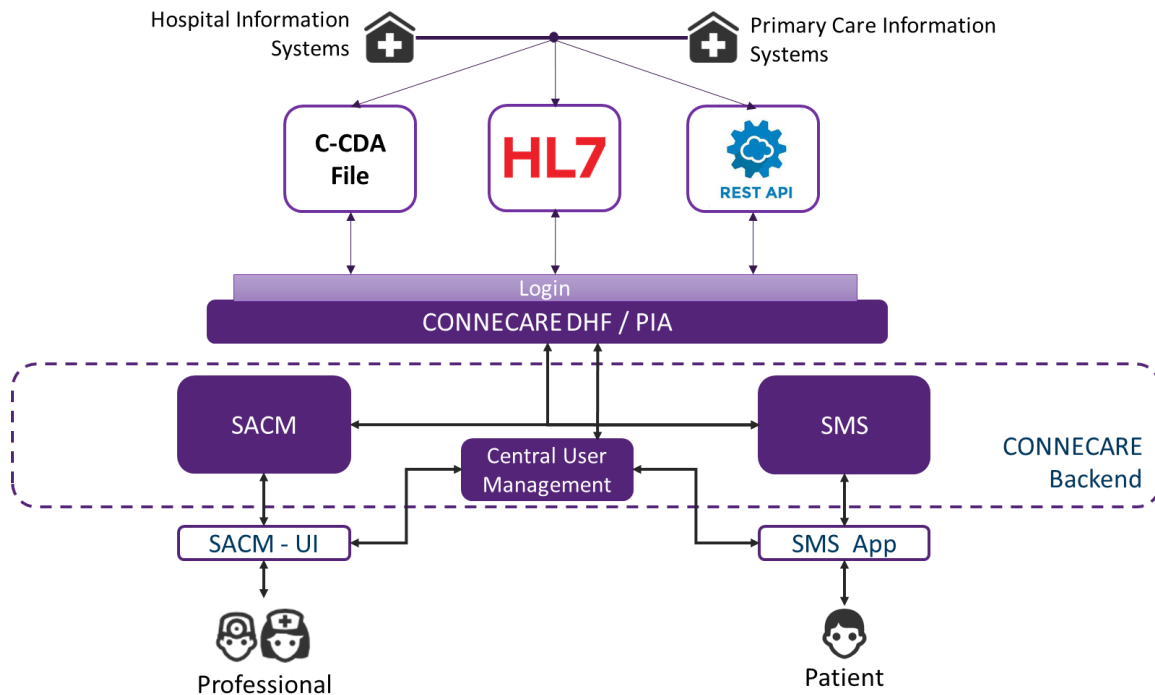 Hospital Information
Systems
Primary Care Information
Systems
C-CDA
File
HL7
REST API
Login
CONNECARE DHF / PIA
SACM
SMS
Central User
Management
CONNECARE
Backend
SACM - UI
SMS App
Professional
Patient